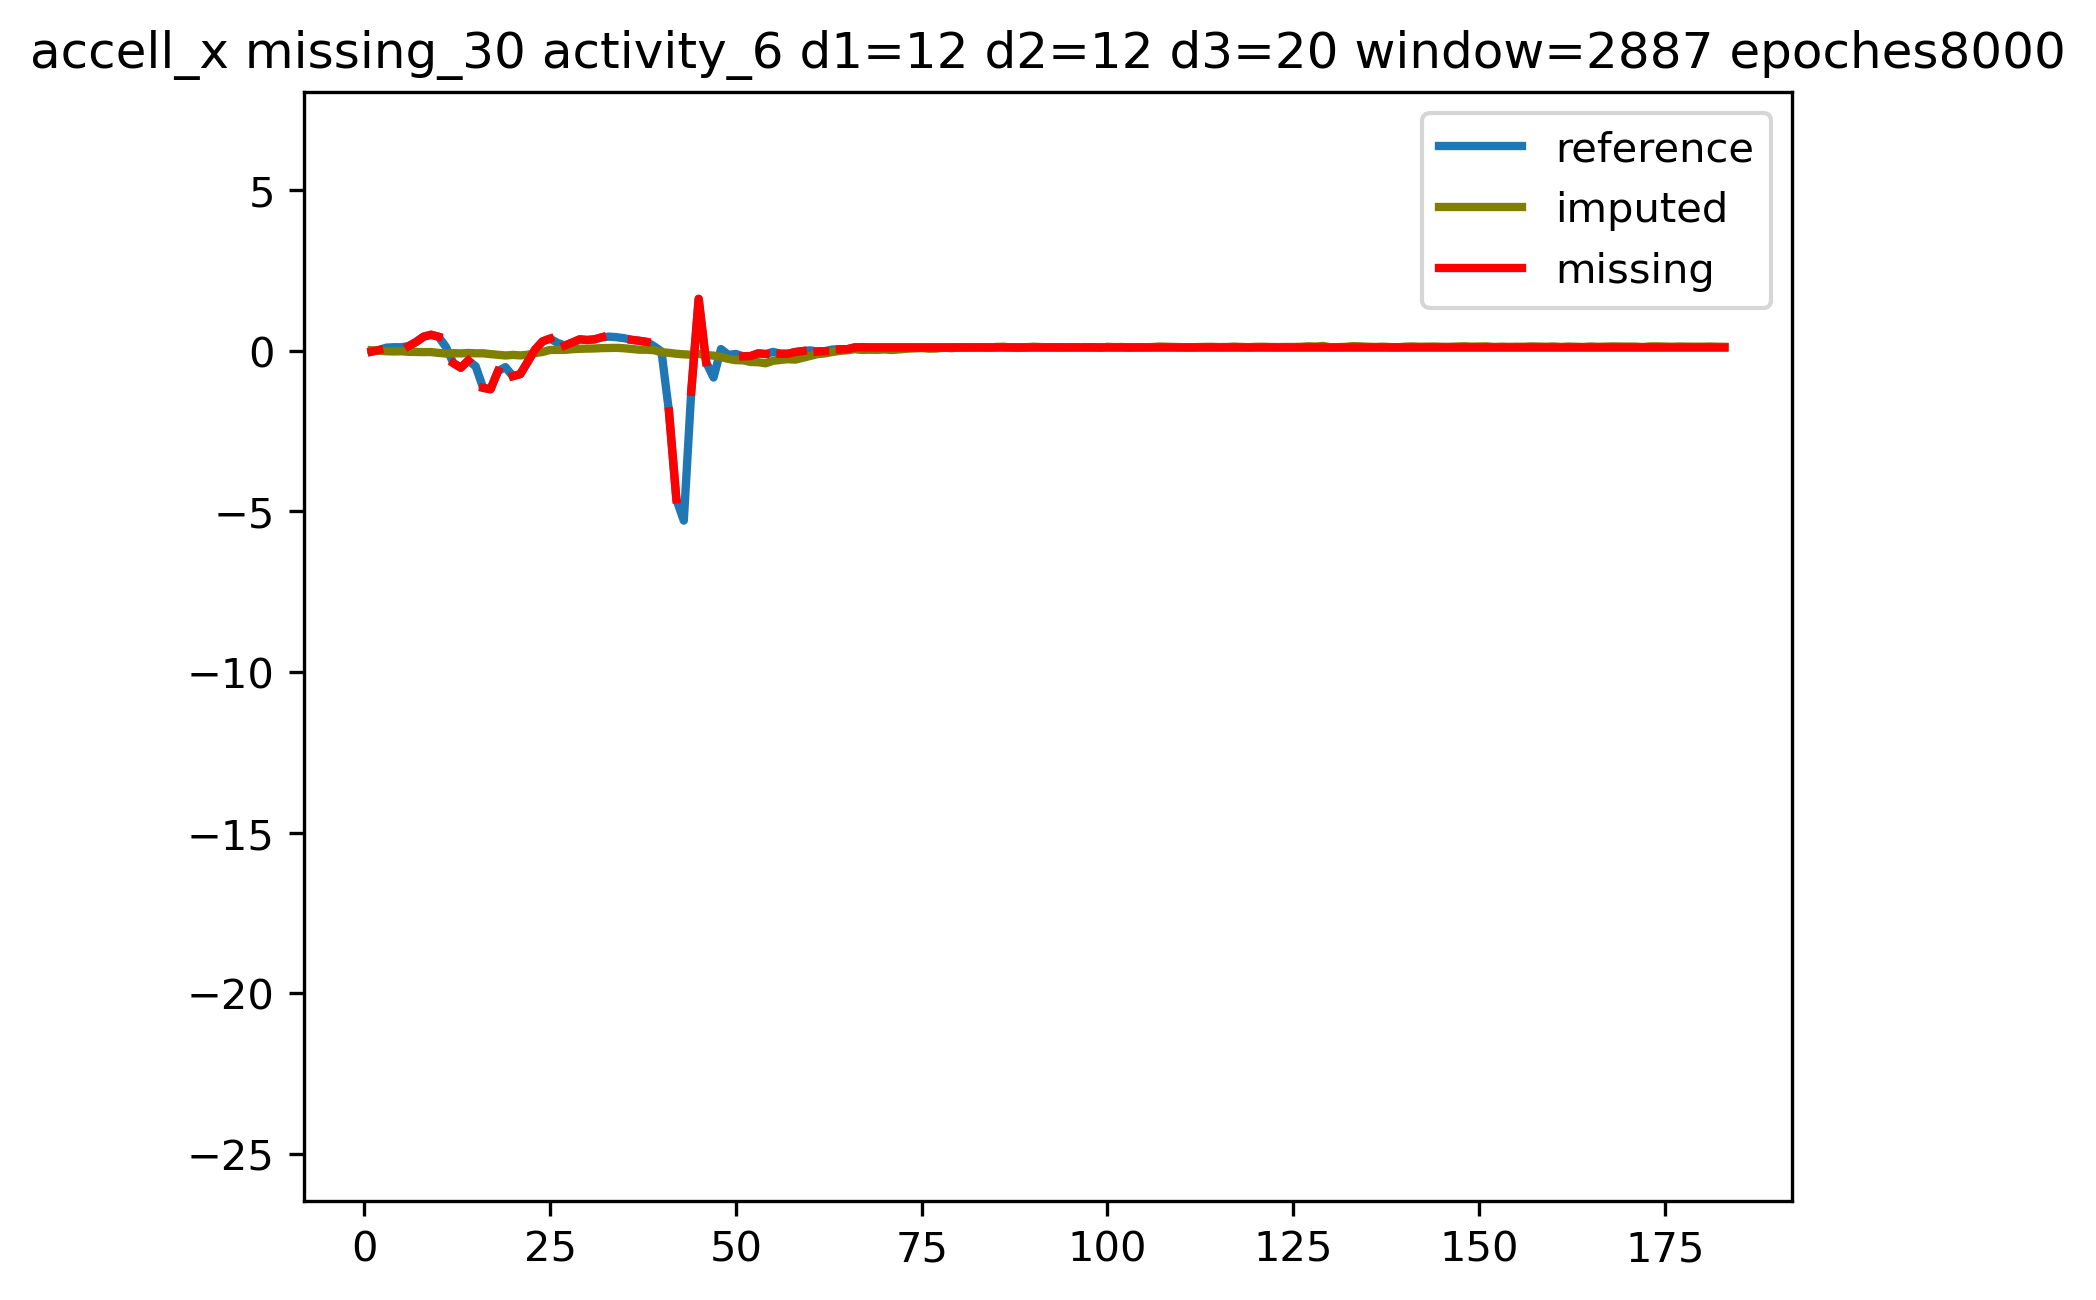 accell_x missing_30 activity_6 d1=12 d2=12 d3=20 window=2887 epoches8000
reference
imputed
missing
5
0
−5
−10
−15
−20
−25
0 25 50 75 100 125 150 175